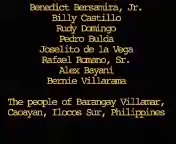 Benedict Bersamira, Jr.
Billy Castillo
Rudy Domingo
Pedro Bulda
Joselito de la Vega
Rafael Romano, Sr.
Alex Bayani
Bernie Villarama
The people of Barangay Villamar,
Caoayan, Ilocos Sur, Philippines